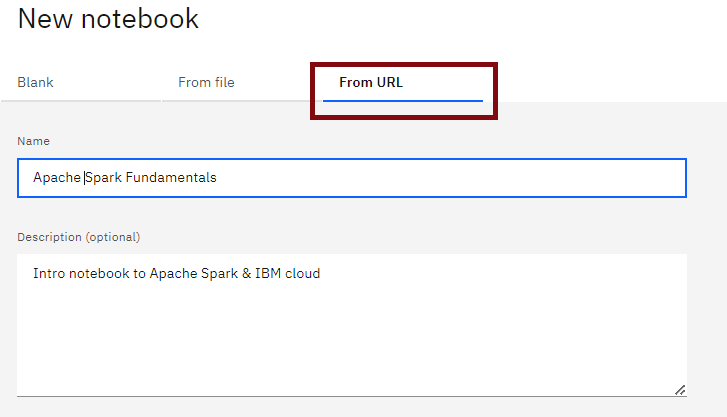 New notebook
Blank From file From URL
Name
Apache Spark Fundamentals
Description (optional)
Intro notebook to Apache Spark & IBM cloud